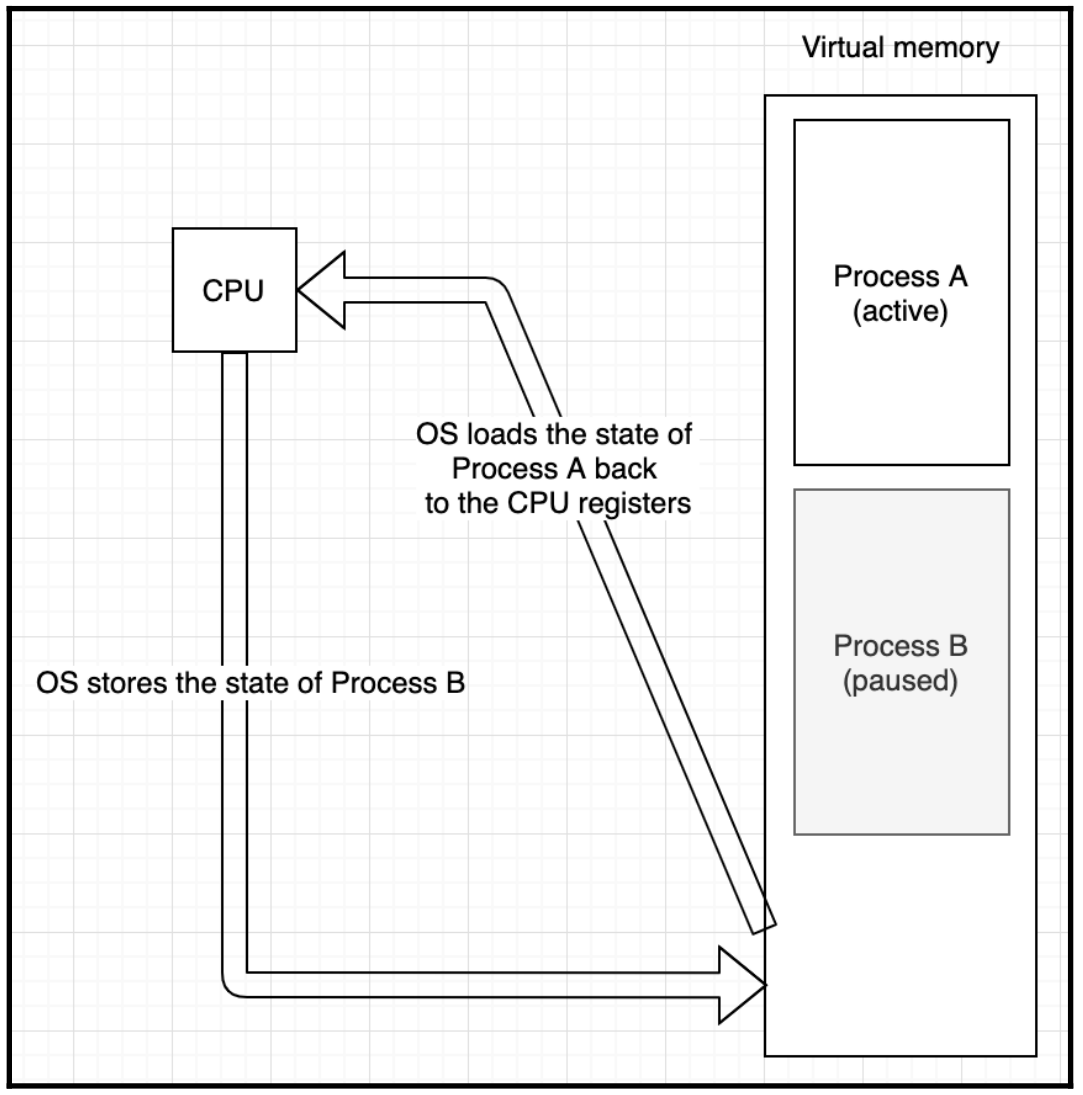 Virtual memory
Process A
(active)
CPU
OS loads the state of
Process A back
to the CPU registers
Process B
(paused)
OS stores the state of Process B